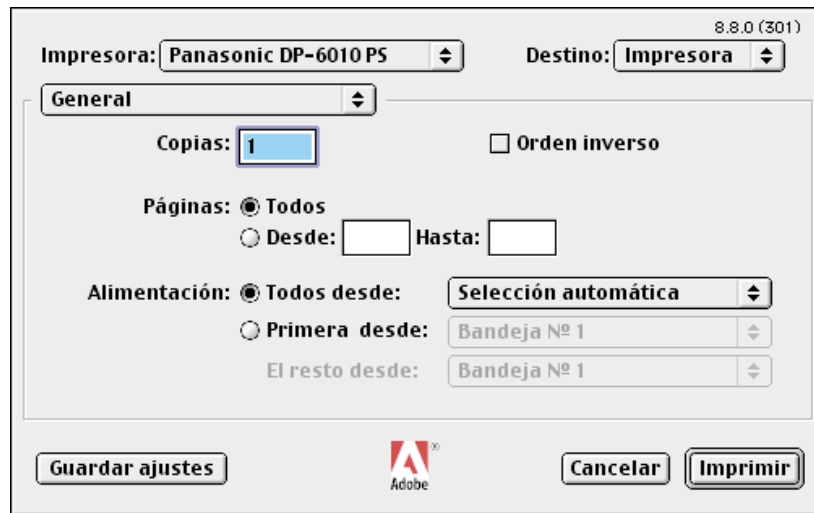 8.8.0 (301)
Impresora: Panasonic DP-6010 PS Destino: Impresora
General
Copias: 1 Orden inverso
Páginas: Todos
Desde: Hasta:
Alimentación: Todos desde: Selección automática
Primera desde: Bandeja Nº 1
El resto desde: Bandeja Nº 1
Guardar ajustes Adobe ® Cancelar Imprimir